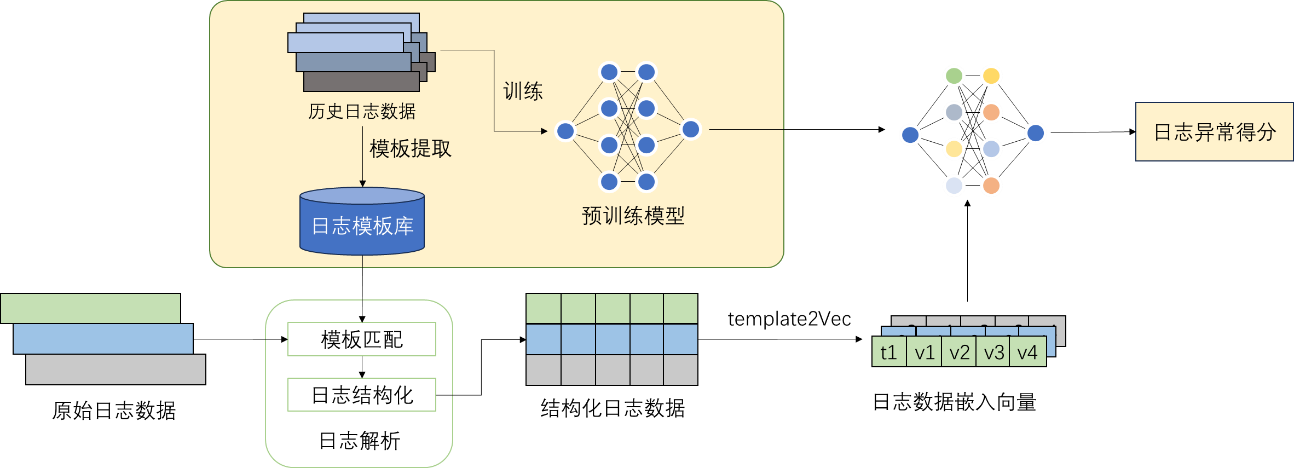 历史日志数据
训练
模板提取
日志模板库
预训练模型
日志异常得分
原始日志数据
模板匹配
日志结构化
日志解析
结构化日志数据
template2Vec
t1 v1 v2 v3 v4
日志数据嵌入向量